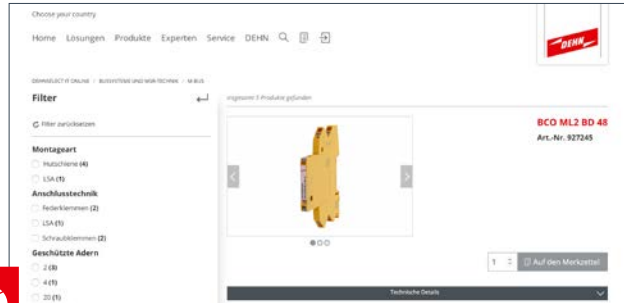 Choose your country
Home Lösungen Produkte Experten Service DEHN
DEHN
DEHNSELECT IT ONLINE / BUSSYSTEME UND MSR-TECHNIK / M-BUS
Filter
Insgesamt 5 Produkte gefunden
Filter zurücksetzen
BCO ML2 BD 48
Art.-Nr. 927245
Montageart
Hutschiene (4)
LSA (1)
Anschlusstechnik
Federklemmen (2)
LSA (1)
Schraubklemmen (2)
Geschützte Adern
2 (3)
4 (1)
20 (1)
1
Auf den Merkzettel
Technische Details